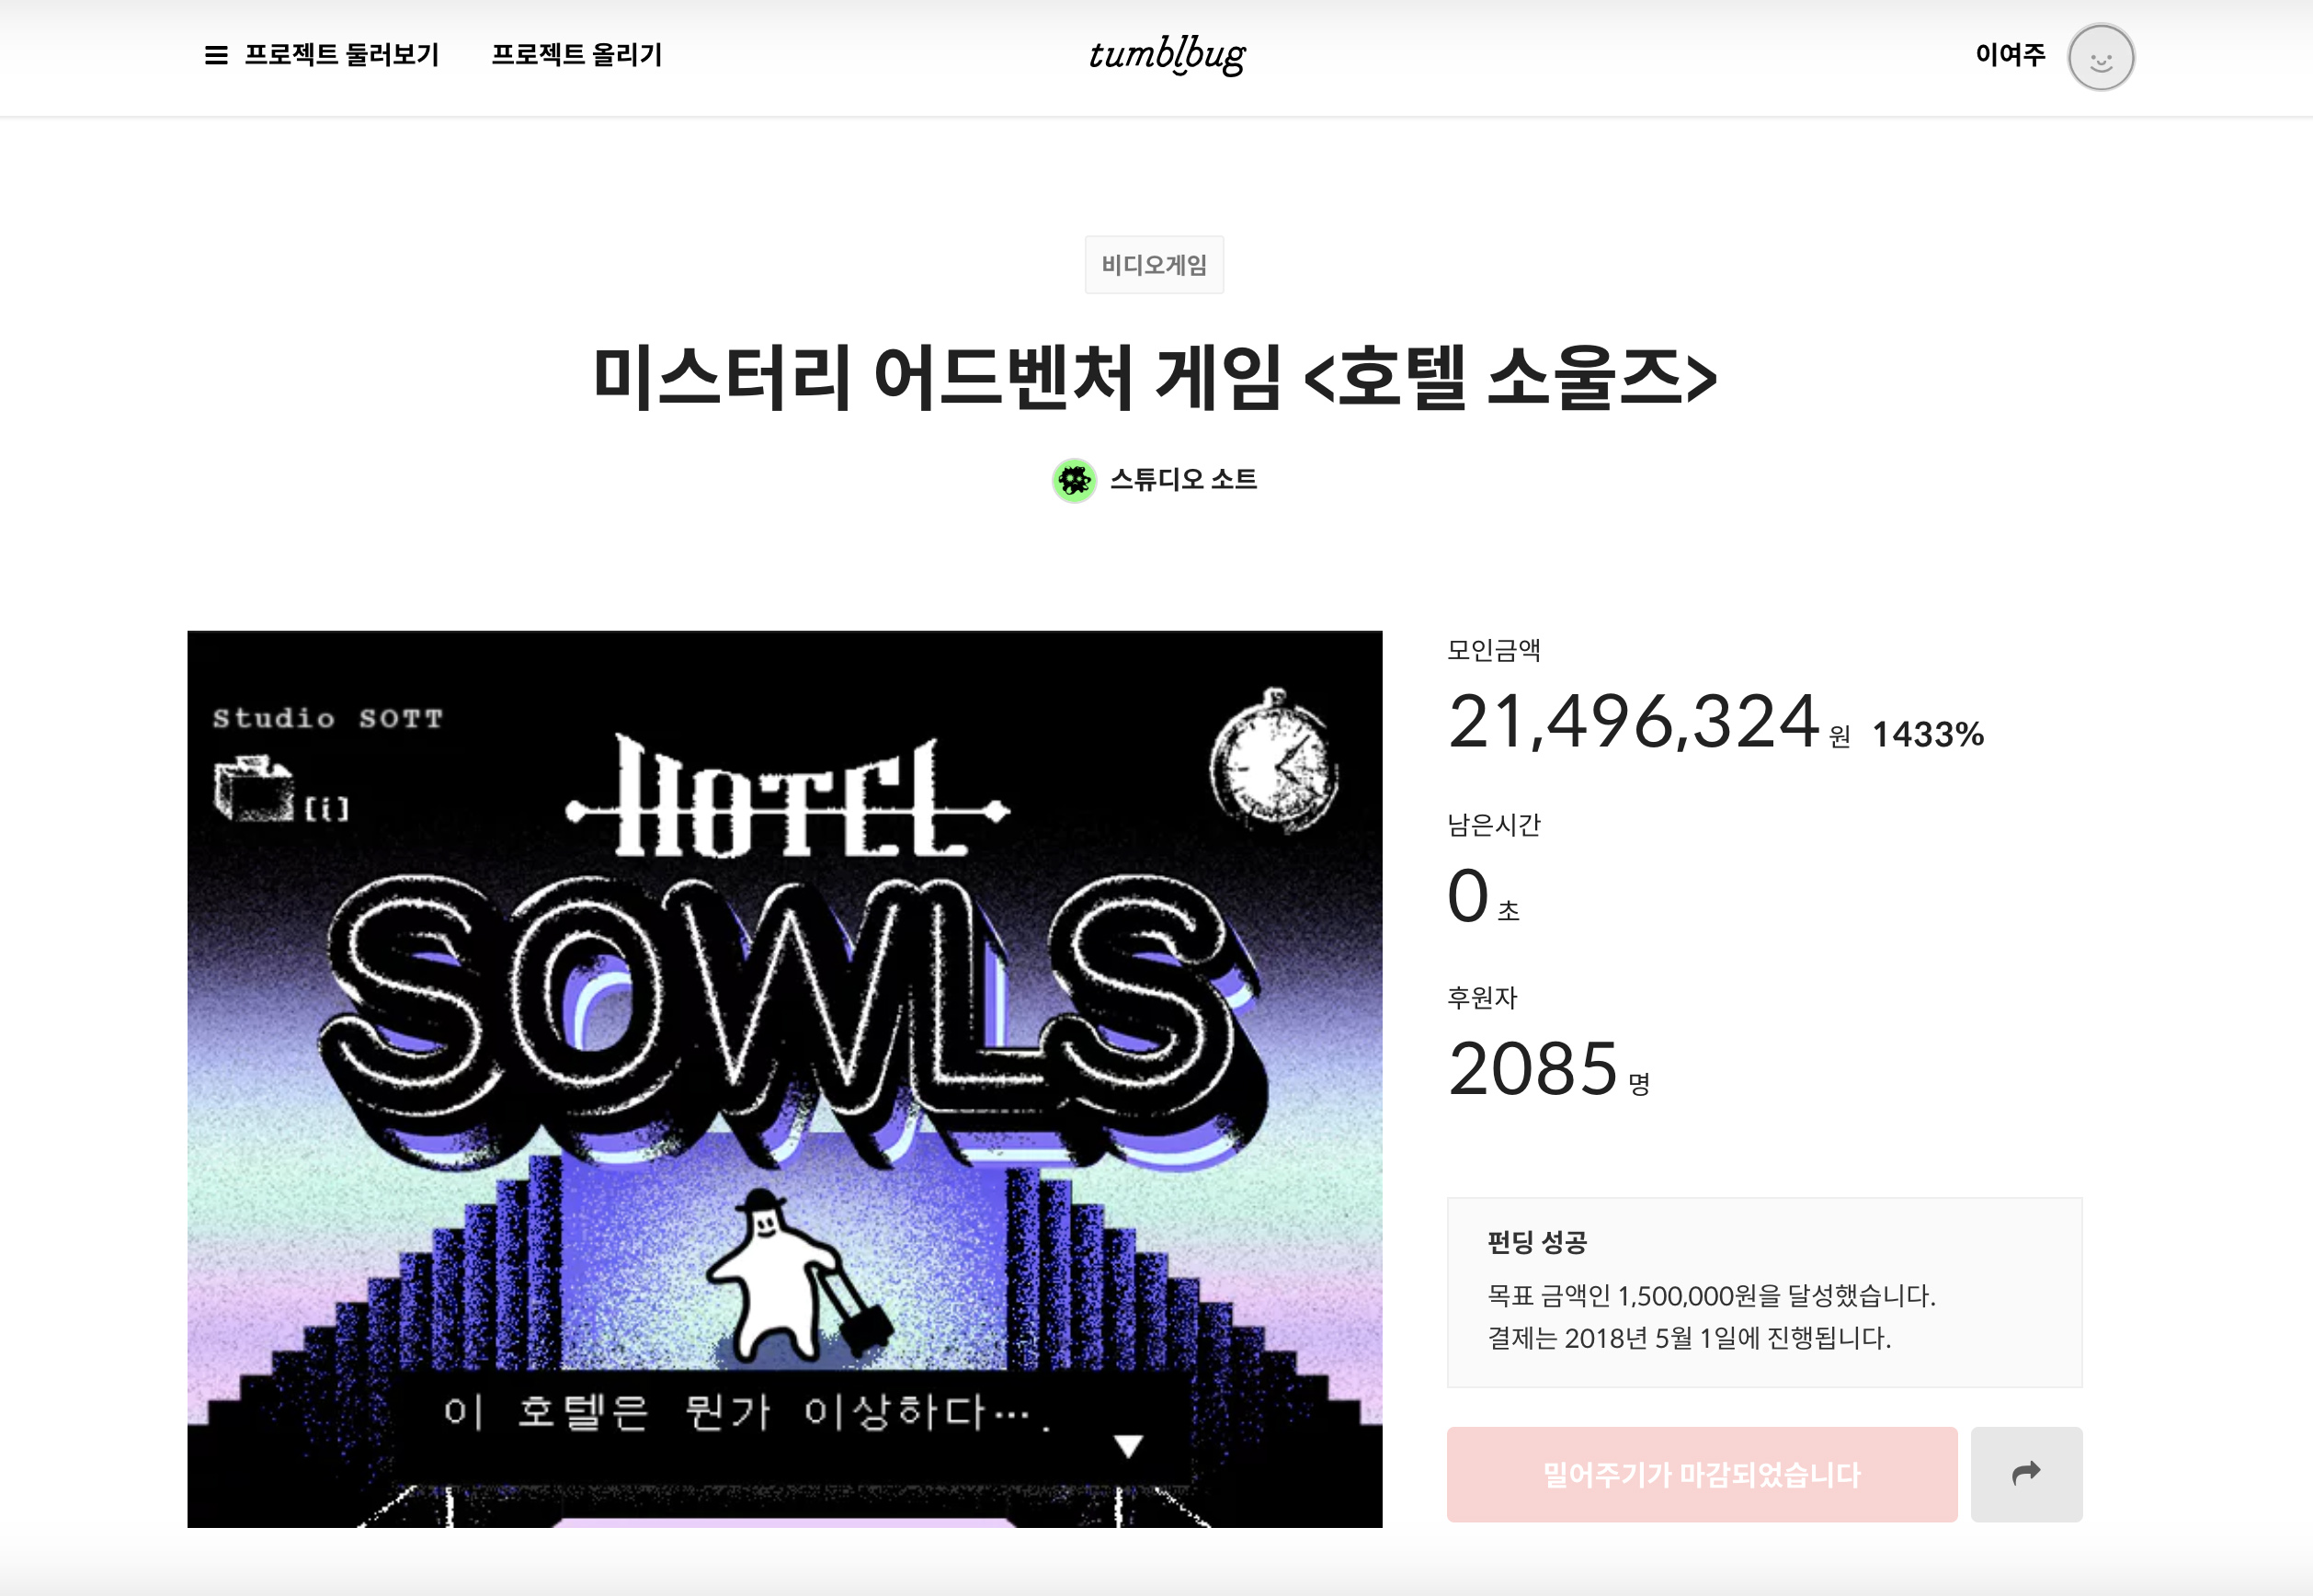 프로젝트 둘러보기
프로젝트 올리기
tumblbug
이여주
비디오게임
미스터리 어드벤처 게임 <호텔 소울즈>
스튜디오 소트
Studio SOTT
[i]
HOTEL
SOWLS
이 호텔은 뭔가 이상하다….
모인금액
21,496,324 원 1433%
남은시간
0 초
후원자
2085 명
펀딩 성공
목표 금액인 1,500,000원을 달성했습니다.
결제는 2018년 5월 1일에 진행됩니다.
밀어주기가 마감되었습니다